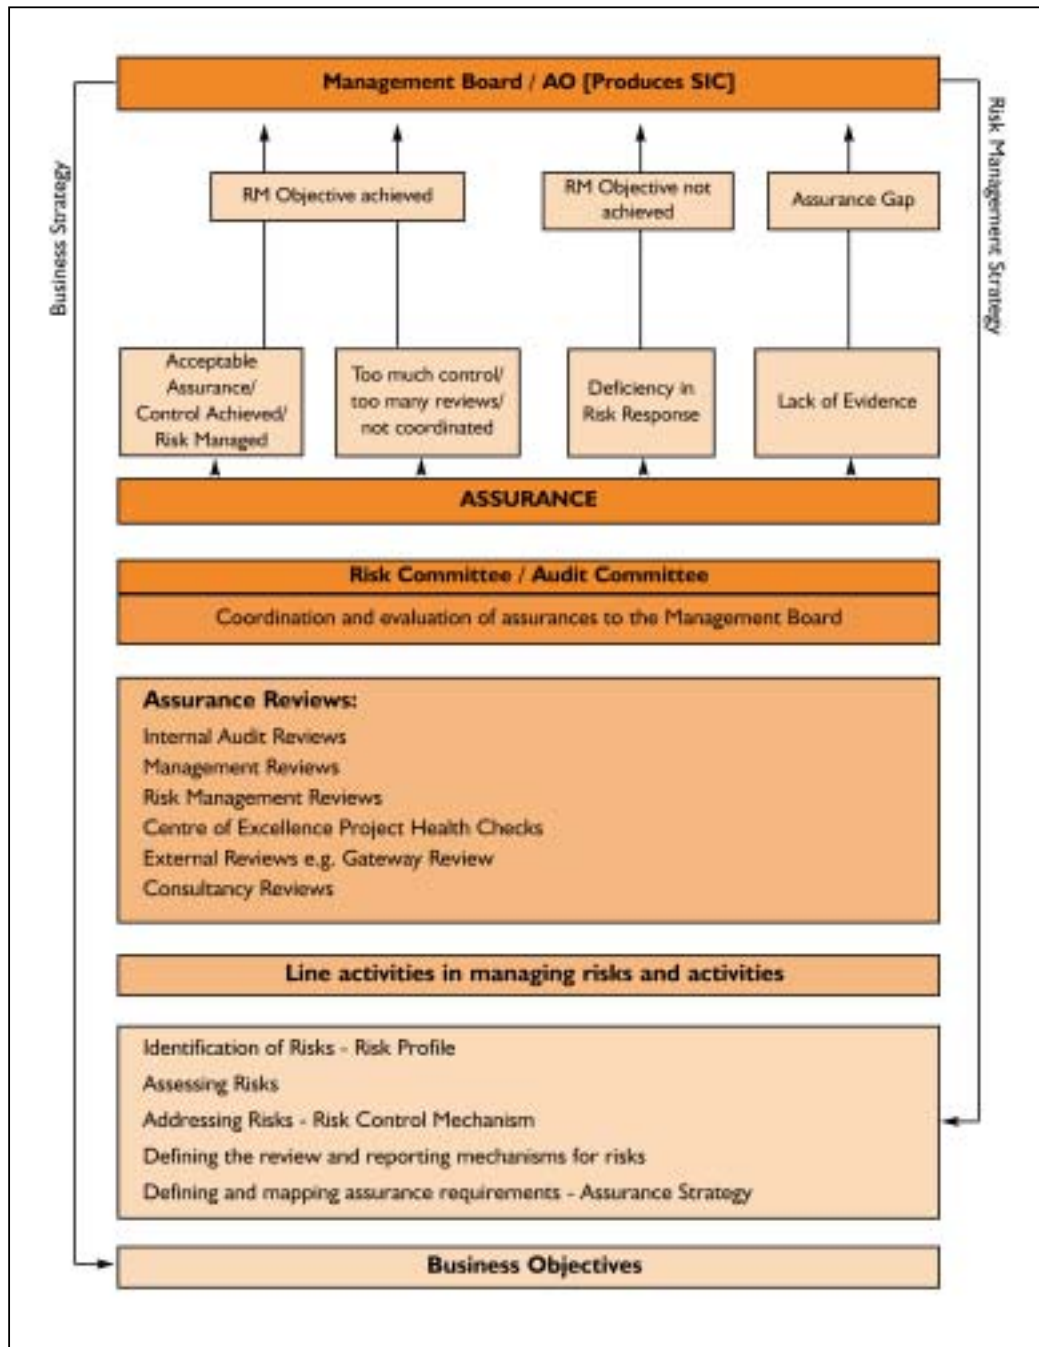 Management Board / AO [Produces SIC]
Business Strategy
Risk Management Strategy
RM Objective achieved
RM Objective not
achieved
Assurance Gap
Acceptable
Assurance/
Control Achieved/
Risk Managed
Too much control/
too many reviews/
not coordinated
Deficiency in
Risk Response
Lack of Evidence
ASSURANCE
Risk Committee / Audit Committee
Coordination and evaluation of assurances to the Management Board
Assurance Reviews:
Internal Audit Reviews
Management Reviews
Risk Management Reviews
Centre of Excellence Project Health Checks
External Reviews e.g. Gateway Review
Consultancy Reviews
Line activities in managing risks and activities
Identification of Risks - Risk Profile
Assessing Risks
Addressing Risks - Risk Control Mechanism
Defining the review and reporting mechanisms for risks
Defining and mapping assurance requirements - Assurance Strategy
Business Objectives